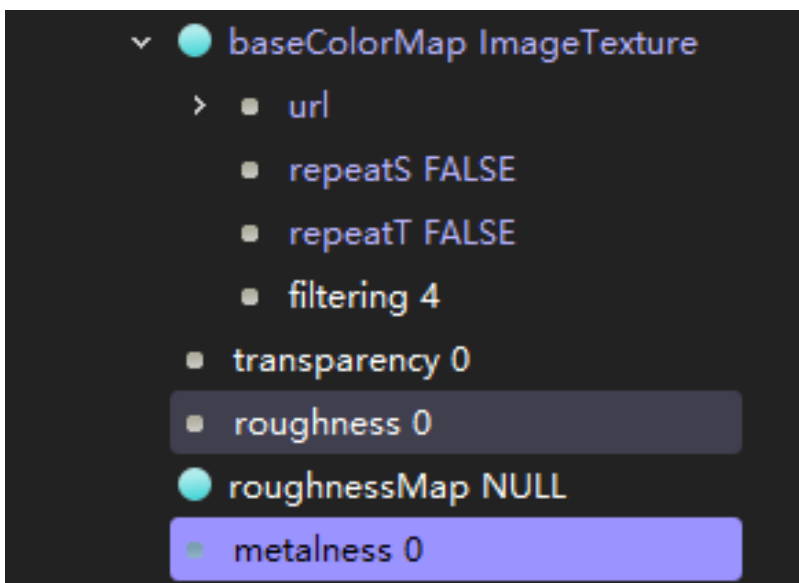 baseColorMap ImageTexture
url
repeatS FALSE
repeatT FALSE
filtering 4
transparency 0
roughness 0
roughnessMap NULL
metalness 0